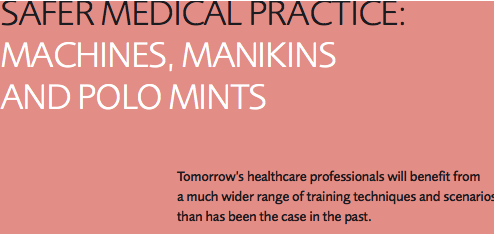 SAFER MEDICAL PRACTICE:
MACHINES, MANIKINS
AND POLO MINTS
Tomorrow's healthcare professionals will benefit from
a much wider range of training techniques and scenarios
than has been the case in the past.